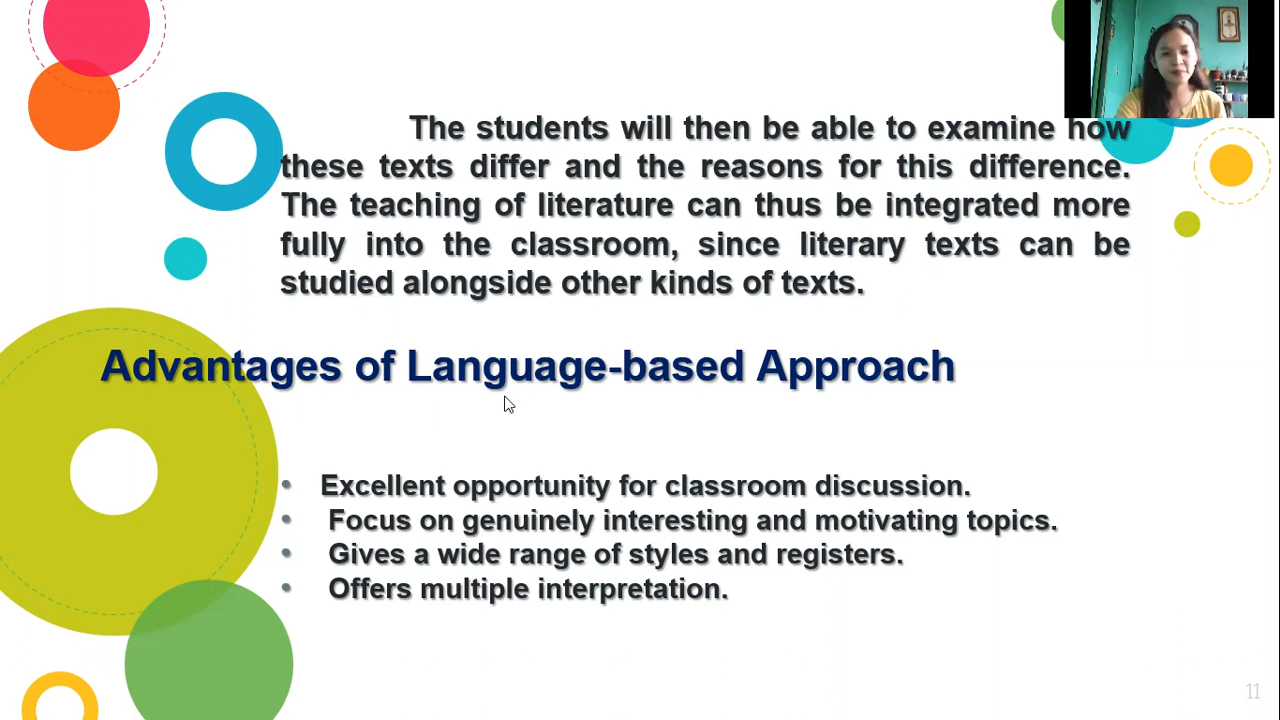 The students will then be able to examine how
these texts differ and the reasons for this difference.
The teaching of literature can thus be integrated more
fully into the classroom, since literary texts can be
studied alongside other kinds of texts.
Advantages of Language-based Approach
• Excellent opportunity for classroom discussion.
• Focus on genuinely interesting and motivating topics.
• Gives a wide range of styles and registers.
• Offers multiple interpretation.
11